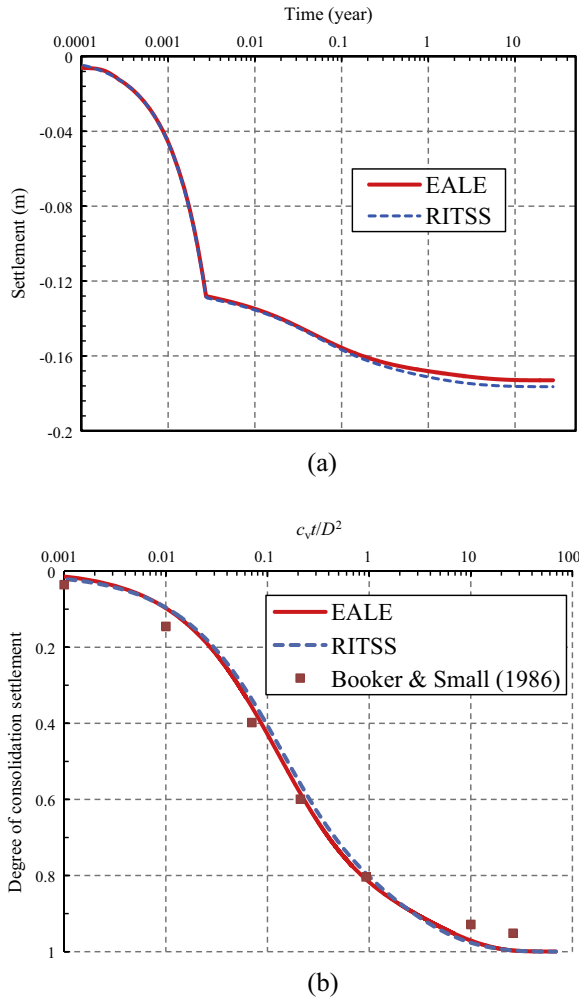 Time (year)
0.0001 0.001 0.01 0.1 1 10
0
-0.04
-0.08
-0.12
-0.16
-0.2
Settlement (m)
EALE
RITSS
(a)
cᵥt/D²
0.001 0.01 0.1 1 10 100
0
0.2
0.4
0.6
0.8
1
Degree of consolidation settlement
EALE
RITSS
Booker & Small (1986)
(b)